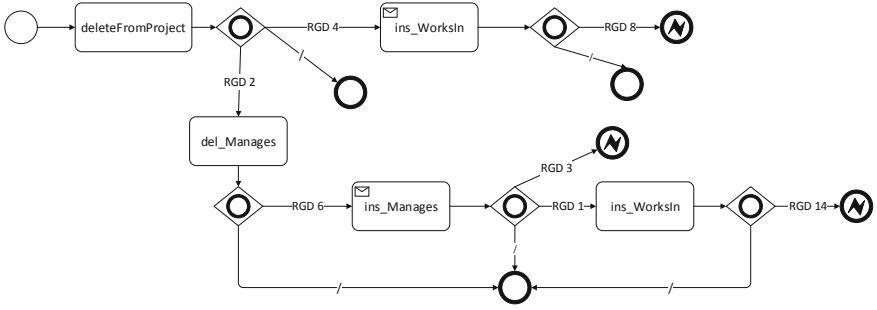 deleteFromProject
RGD 4
ins_WorksIn
RGD 8
/
/
RGD 2
del_Manages
RGD 3
RGD 6
ins_Manages
RGD 1
ins_WorksIn
RGD 14
/
/
/